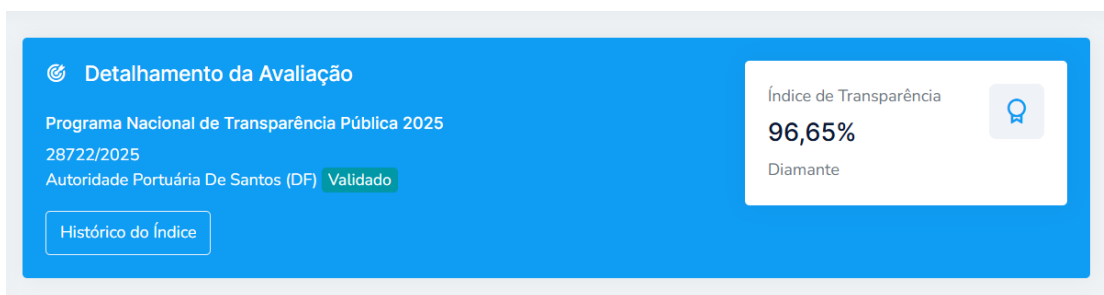 Detalhamento da Avaliação
Programa Nacional de Transparência Pública 2025
28722/2025
Autoridade Portuária De Santos (DF) Validado
Histórico do Índice
Índice de Transparência
96,65%
Diamante